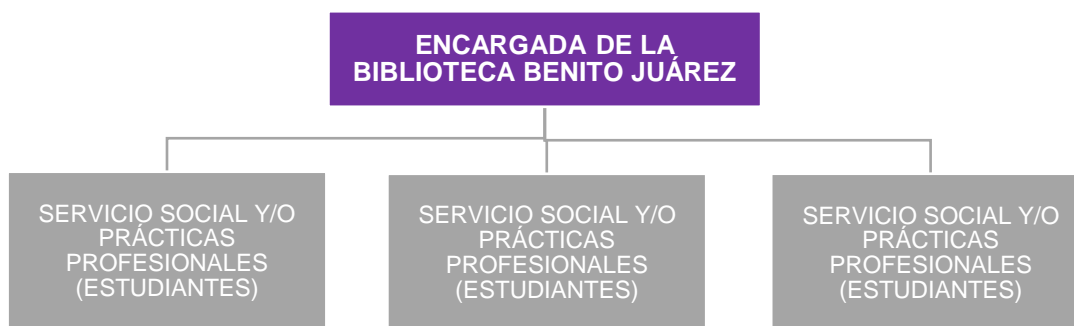 ENCARGADA DE LA
BIBLIOTECA BENITO JUÁREZ
SERVICIO SOCIAL Y/O
PRÁCTICAS
PROFESIONALES
(ESTUDIANTES)
SERVICIO SOCIAL Y/O
PRÁCTICAS
PROFESIONALES
(ESTUDIANTES)
SERVICIO SOCIAL Y/O
PRÁCTICAS
PROFESIONALES
(ESTUDIANTES)